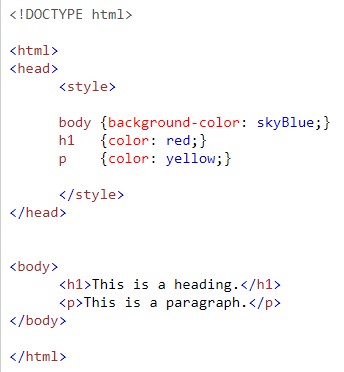 <!DOCTYPE html>
<html>
<head>
<style>
body {background-color: skyBlue;}
h1 {color: red;}
p {color: yellow;}
</style>
</head>
<body>
<h1>This is a heading.</h1>
<p>This is a paragraph.</p>
</body>
</html>